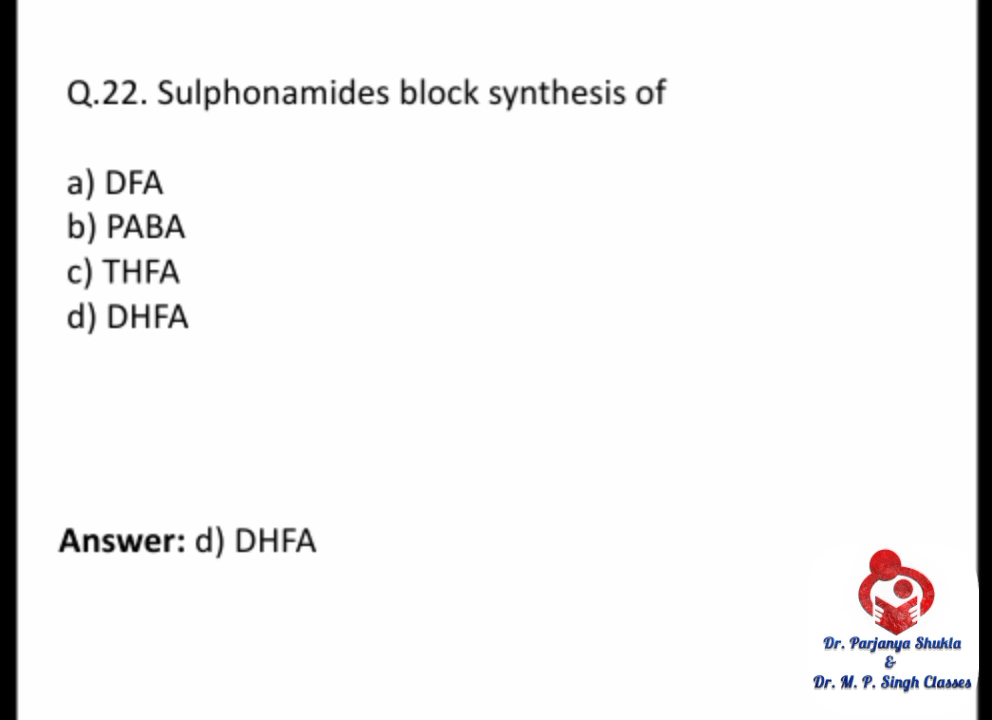 Q.22. Sulphonamides block synthesis of
a) DFA
b) PABA
c) THFA
d) DHFA
Answer: d) DHFA
Dr. Parjanya Shukla
&
Dr. M. P. Singh Classes